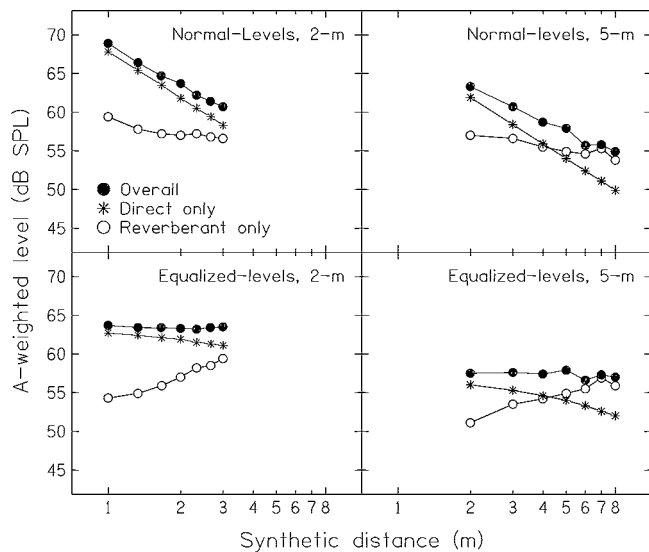 Normal-Levels, 2-m
Normal-levels, 5-m
70
65
60
55
50
45
Overall
Direct only
Reverberant only
Equalized-levels, 2-m
Equalized-levels, 5-m
70
65
60
55
50
45
A-weighted level (dB SPL)
1 2 3 4 5 6 7 8
1 2 3 4 5 6 7 8
Synthetic distance (m)